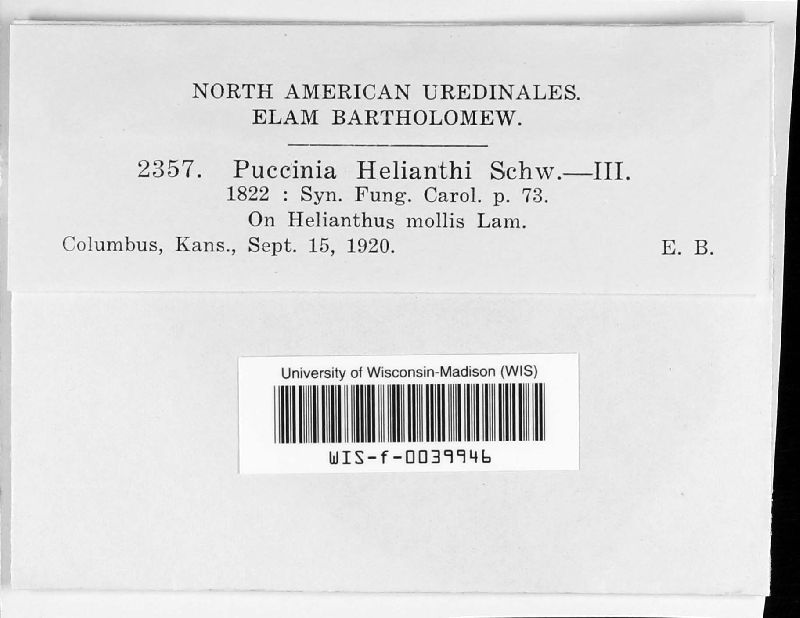 NORTH AMERICAN UREDINALES.
ELAM BARTHOLOMEW.
2357. Puccinia Helianthi Schw.—III.
1822 : Syn. Fung. Carol. p. 73.
On Helianthus mollis Lam.
Columbus, Kans., Sept. 15, 1920. E. B.
University of Wisconsin-Madison (WIS)
WIS-f-0039946